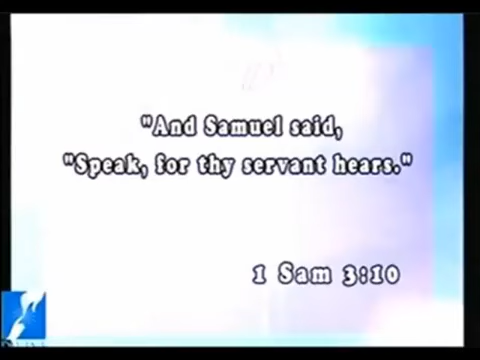 "And Samuel said,
"Speak, for thy servant hears."
1 Sam 3:10